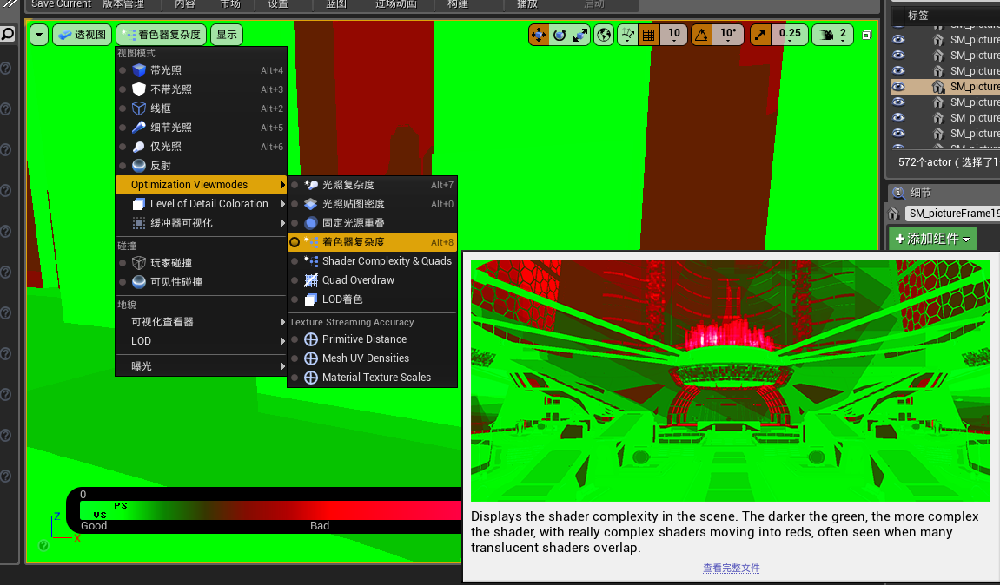 Save Current
版本管理
内容
市场
设置
蓝图
过场动画
构建
播放
启动
透视图
着色器复杂度
显示
10
10°
0.25
2
视图模式
带光照 Alt+4
不带光照 Alt+3
线框 Alt+2
细节光照 Alt+5
仅光照 Alt+6
反射
Optimization Viewmodes
Level of Detail Coloration
缓冲器可视化
碰撞
玩家碰撞
可见性碰撞
地貌
可视化查看器
LOD
曝光
光照复杂度 Alt+7
光照贴图密度 Alt+0
固定光源重叠
着色器复杂度 Alt+8
Shader Complexity & Quads
Quad Overdraw
LOD着色
Texture Streaming Accuracy
Primitive Distance
Mesh UV Densities
Material Texture Scales
0
PS
VS
Good
Bad
Z
X
标签
SM_picture
SM_picture
SM_picture
SM_picture
SM_picture
SM_picture
SM_picture
572个actor（选择了1
细节
SM_pictureFrame19
添加组件
Displays the shader complexity in the scene. The darker the green, the more complex
the shader, with really complex shaders moving into reds, often seen when many
translucent shaders overlap.
查看完整文件